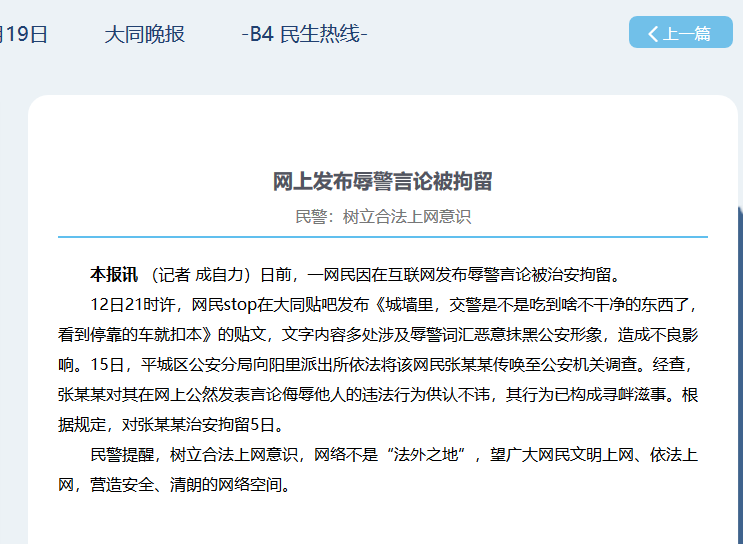 月19日 大同晚报 -B4 民生热线- 上一篇
网上发布辱警言论被拘留
民警：树立合法上网意识
本报讯 （记者 成自力）日前，一网民因在互联网发布辱警言论被治安拘留。
12日21时许，网民stop在大同贴吧发布《城墙里，交警是不是吃到啥不干净的东西了，
看到停靠的车就扣本》的贴文，文字内容多处涉及辱警词汇恶意抹黑公安形象，造成不良影
响。15日，平城区公安分局向阳里派出所依法将该网民张某某传唤至公安机关调查。经查，
张某某对其在网上公然发表言论侮辱他人的违法行为供认不讳，其行为已构成寻衅滋事。根
据规定，对张某某治安拘留5日。
民警提醒，树立合法上网意识，网络不是“法外之地”，望广大网民文明上网、依法上
网，营造安全、清朗的网络空间。